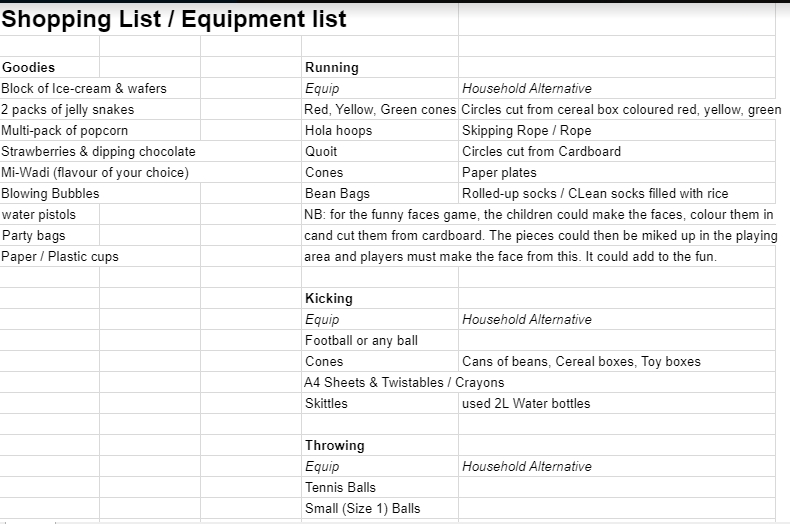 Shopping List / Equipment list
Goodies
Block of Ice-cream & wafers
2 packs of jelly snakes
Multi-pack of popcorn
Strawberries & dipping chocolate
Mi-Wadi (flavour of your choice)
Blowing Bubbles
water pistols
Party bags
Paper / Plastic cups
Running
Equip Household Alternative
Red, Yellow, Green cones Circles cut from cereal box coloured red, yellow, green
Hola hoops Skipping Rope / Rope
Quoit Circles cut from Cardboard
Cones Paper plates
Bean Bags Rolled-up socks / CLean socks filled with rice
NB: for the funny faces game, the children could make the faces, colour them in
cand cut them from cardboard. The pieces could then be miked up in the playing
area and players must make the face from this. It could add to the fun.
Kicking
Equip Household Alternative
Football or any ball
Cones Cans of beans, Cereal boxes, Toy boxes
A4 Sheets & Twistables / Crayons
Skittles used 2L Water bottles
Throwing
Equip Household Alternative
Tennis Balls
Small (Size 1) Balls